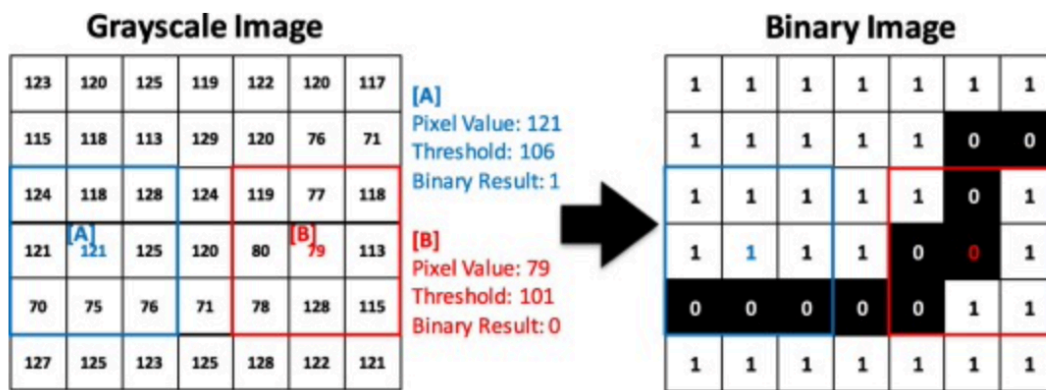 Grayscale Image
123 120 125 119 122 120 117
115 118 113 129 120 76 71
124 118 128 124 119 77 118
[A] [B]
121 121 125 120 80 79 113
70 75 76 71 78 128 115
127 125 123 125 128 122 121
[A]
Pixel Value: 121
Threshold: 106
Binary Result: 1
[B]
Pixel Value: 79
Threshold: 101
Binary Result: 0
Binary Image
1 1 1 1 1 1 1
1 1 1 1 1 0 0
1 1 1 1 1 0 1
1 1 1 1 0 0 1
0 0 0 0 0 1 1
1 1 1 1 1 1 1